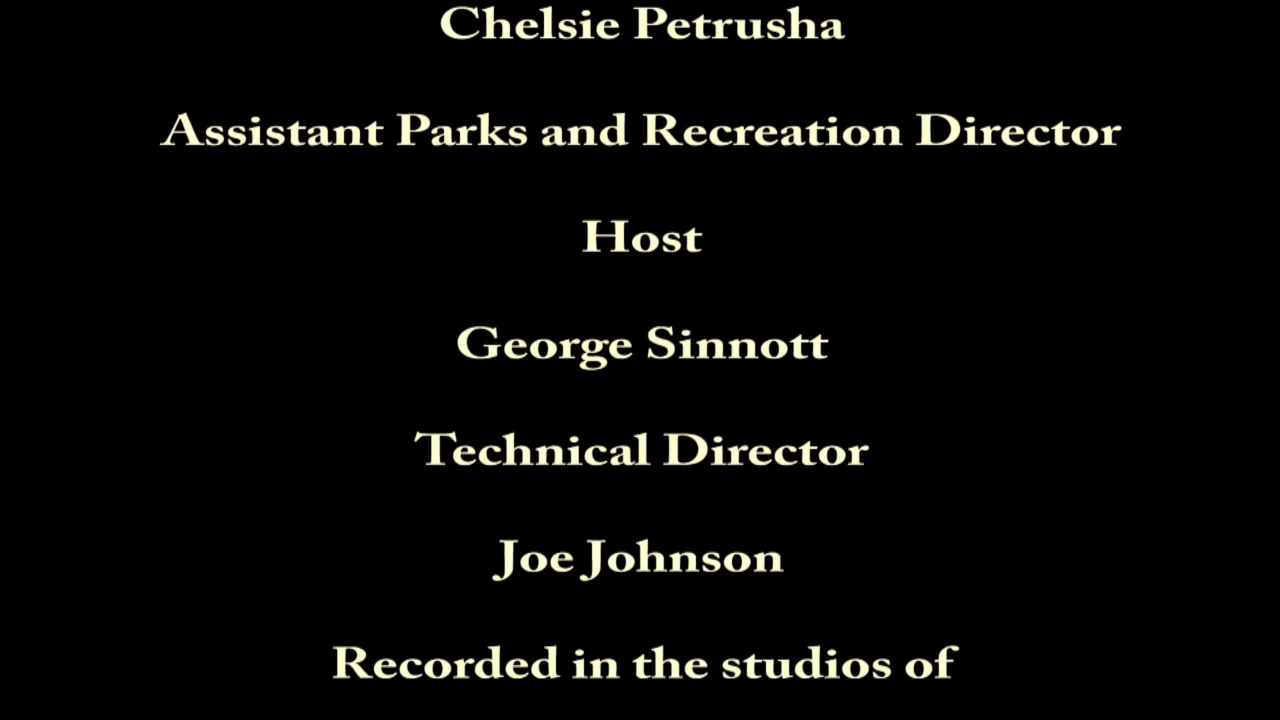 Chelsie Petrusha
Assistant Parks and Recreation Director
Host
George Sinnott
Technical Director
Joe Johnson
Recorded in the studios of